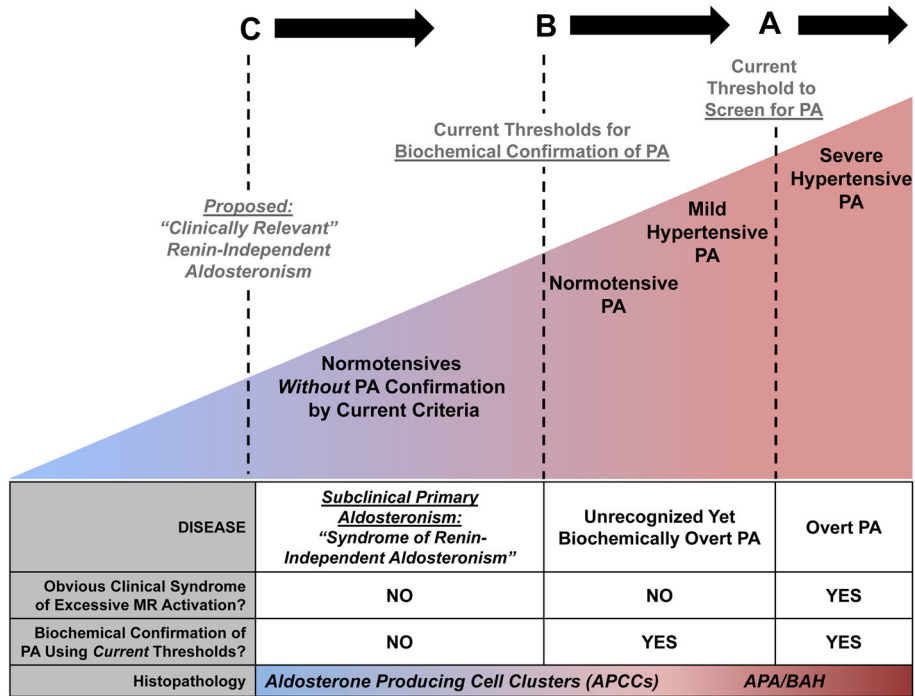 C
B
A
Current
Threshold to
Screen for PA
Current Thresholds for
Biochemical Confirmation of PA
Severe
Hypertensive
PA
Proposed:
“Clinically Relevant”
Renin-Independent
Aldosteronism
Mild
Hypertensive
PA
Normotensive
PA
Normotensives
Without PA Confirmation
by Current Criteria
DISEASE
Subclinical Primary
Aldosteronism:
“Syndrome of Renin-
Independent Aldosteronism”
Unrecognized Yet
Biochemically Overt PA
Overt PA
Obvious Clinical Syndrome
of Excessive MR Activation?
NO
NO
YES
Biochemical Confirmation of
PA Using Current Thresholds?
NO
YES
YES
Histopathology
Aldosterone Producing Cell Clusters (APCCs)
APA/BAH